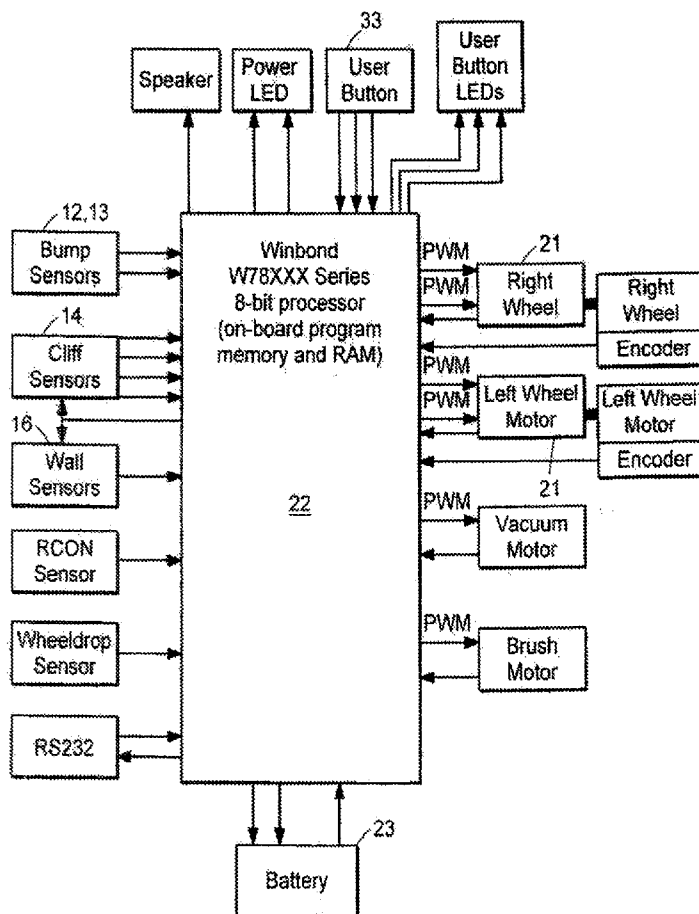 33
Speaker
Power
LED
User
Button
User
Button
LEDs
12,13
Bump
Sensors
14
Cliff
Sensors
16
Wall
Sensors
RCON
Sensor
Wheeldrop
Sensor
RS232
Winbond
W78XXX Series
8-bit processor
(on-board program
memory and RAM)
22
PWM
PWM
21
Right
Wheel
Right
Wheel
Encoder
PWM
PWM
Left Wheel
Motor
21
Left Wheel
Motor
Encoder
PWM
Vacuum
Motor
PWM
Brush
Motor
23
Battery